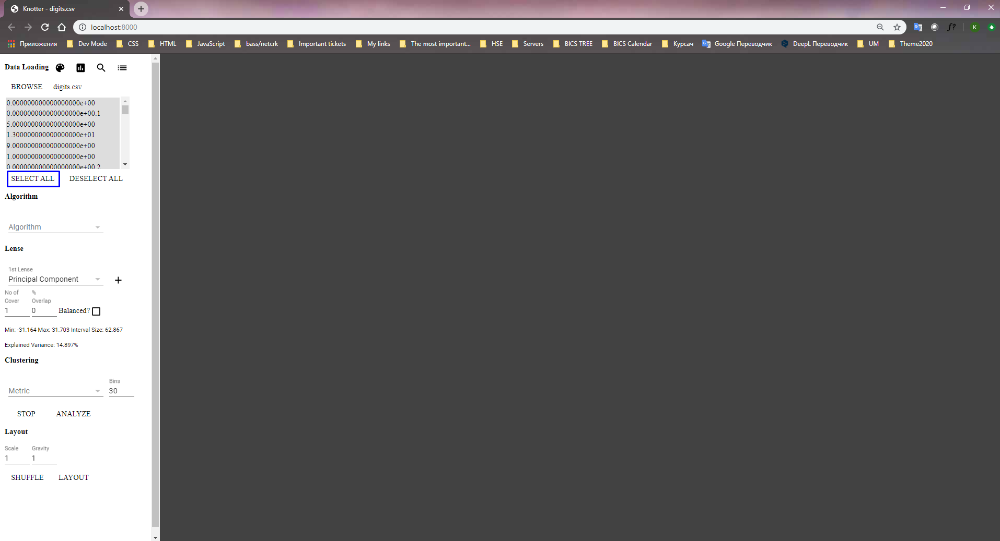 Knotter - digits.csv
localhost:8000
f?
K
Приложения Dev Mode CSS HTML JavaScript bass/netcrk Important tickets My links The most important... HSE Servers BICS TREE BICS Calendar Курсач Google Переводчик DeepL Переводчик UM Theme2020
Data Loading
BROWSE digits.csv
0.000000000000000000e+00
0.000000000000000000e+00.1
5.000000000000000000e+00
1.300000000000000000e+01
9.000000000000000000e+00
1.000000000000000000e+00
0.000000000000000000e+00.2
SELECT ALL DESELECT ALL
Algorithm
Algorithm
Lense
1st Lense
Principal Component
No of %
Cover Overlap
1 0 Balanced?
Min: -31.164 Max: 31.703 Interval Size: 62.867
Explained Variance: 14.897%
Clustering
Bins
Metric 30
STOP ANALYZE
Layout
Scale Gravity
1 1
SHUFFLE LAYOUT